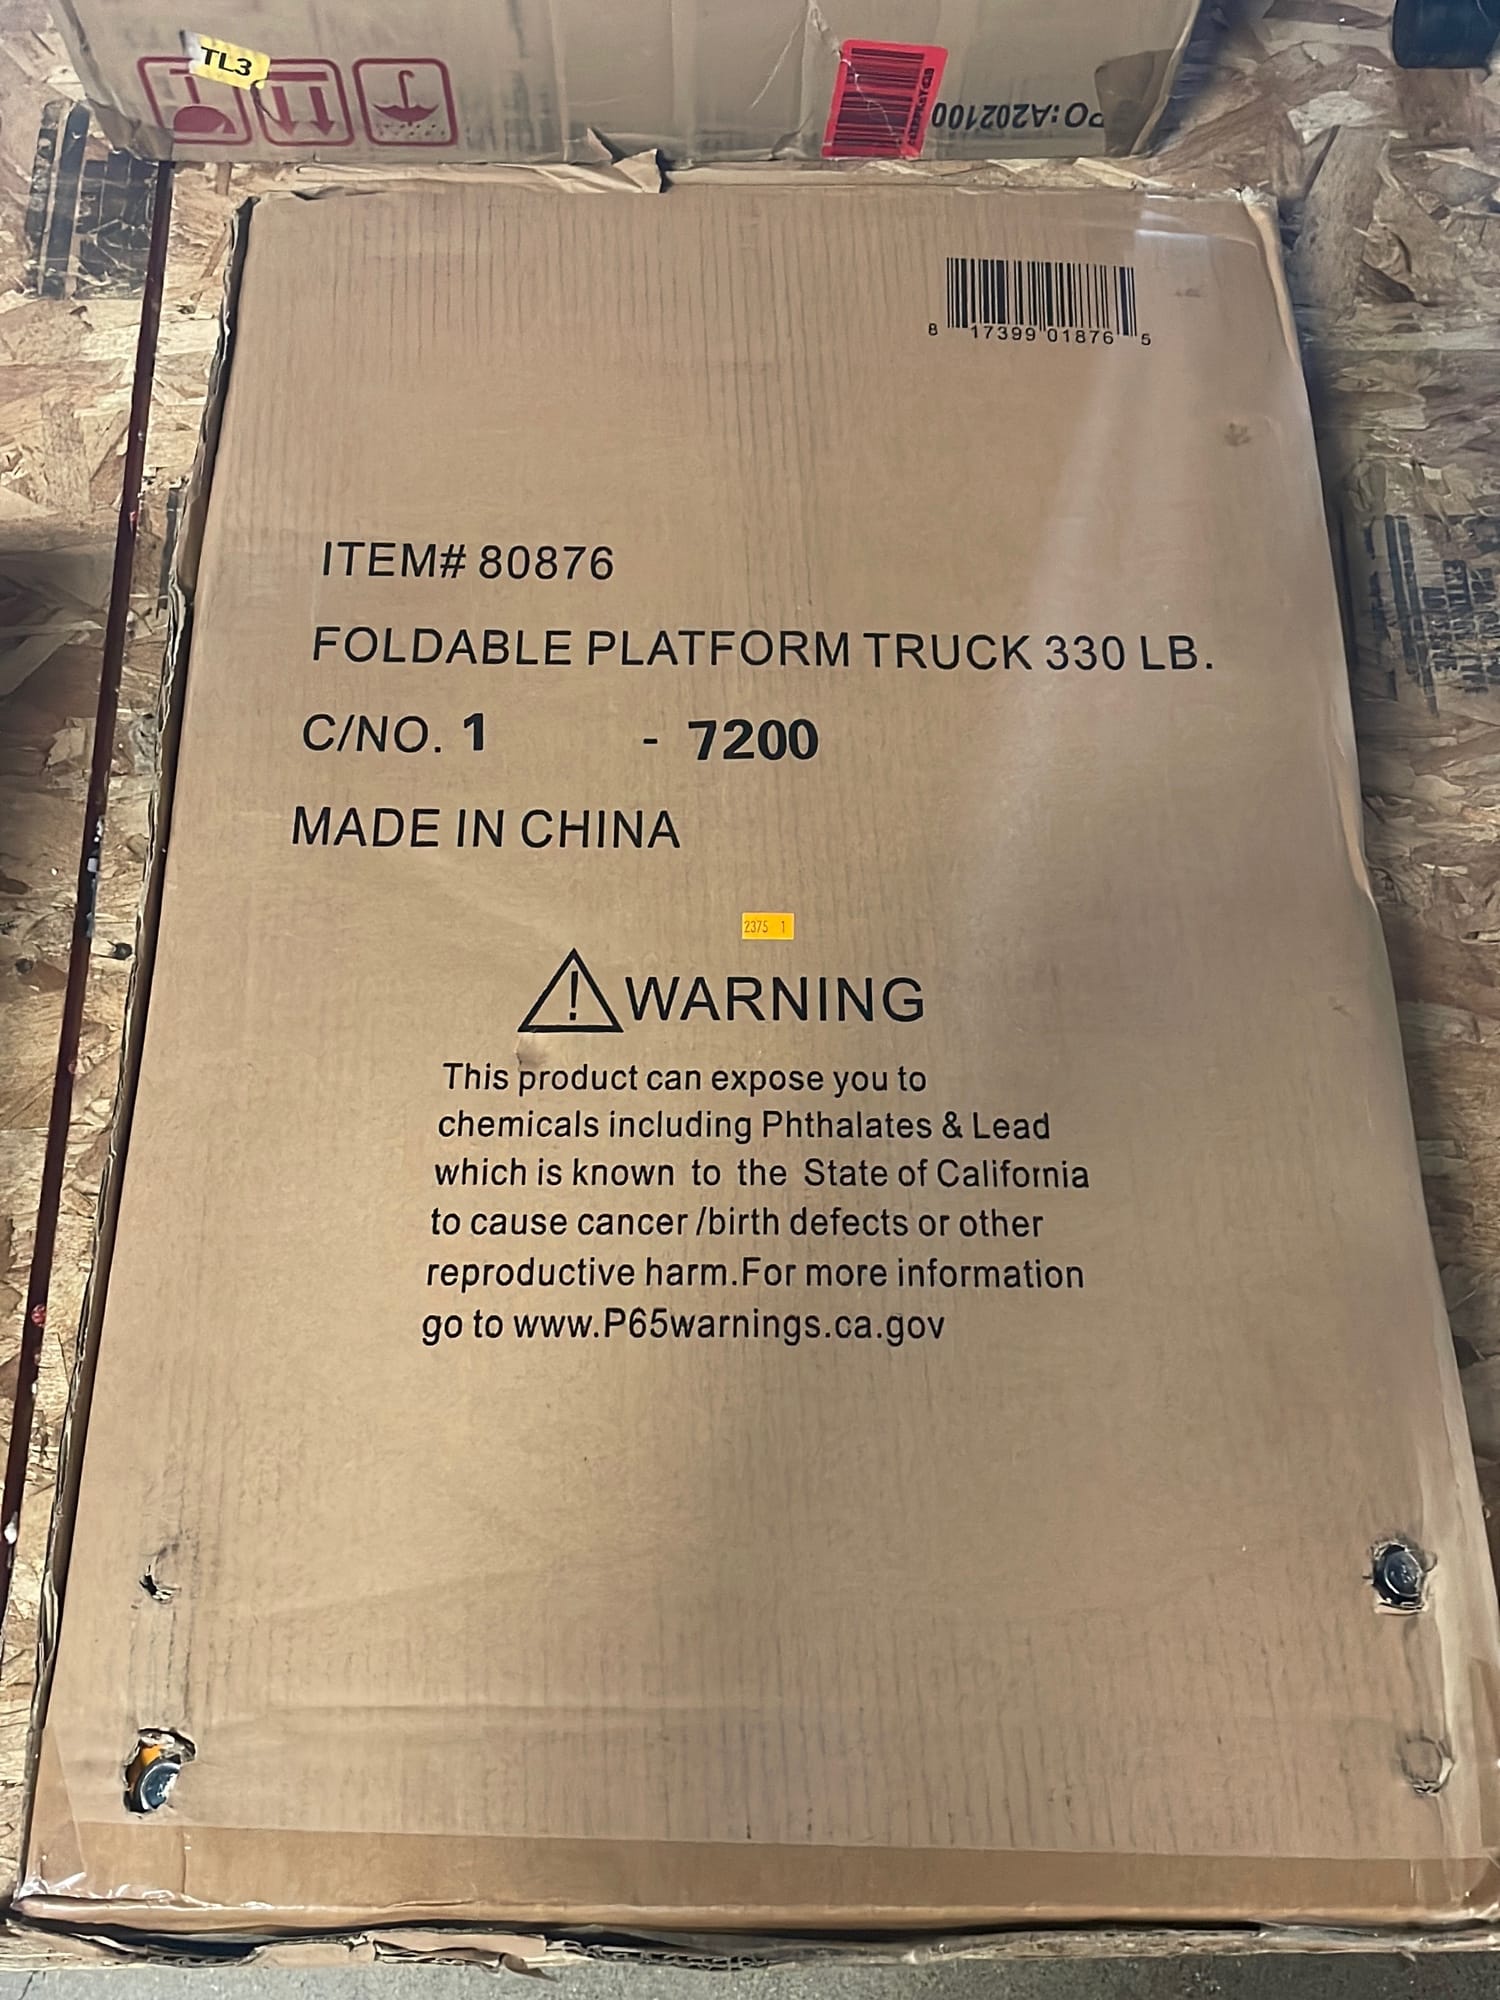 TL3
PO:A202100
8 17399 01876 5
ITEM# 80876
FOLDABLE PLATFORM TRUCK 330 LB.
C/NO. 1 - 7200
MADE IN CHINA
2375 1
WARNING
This product can expose you to
chemicals including Phthalates & Lead
which is known to the State of California
to cause cancer /birth defects or other
reproductive harm.For more information
go to www.P65warnings.ca.gov